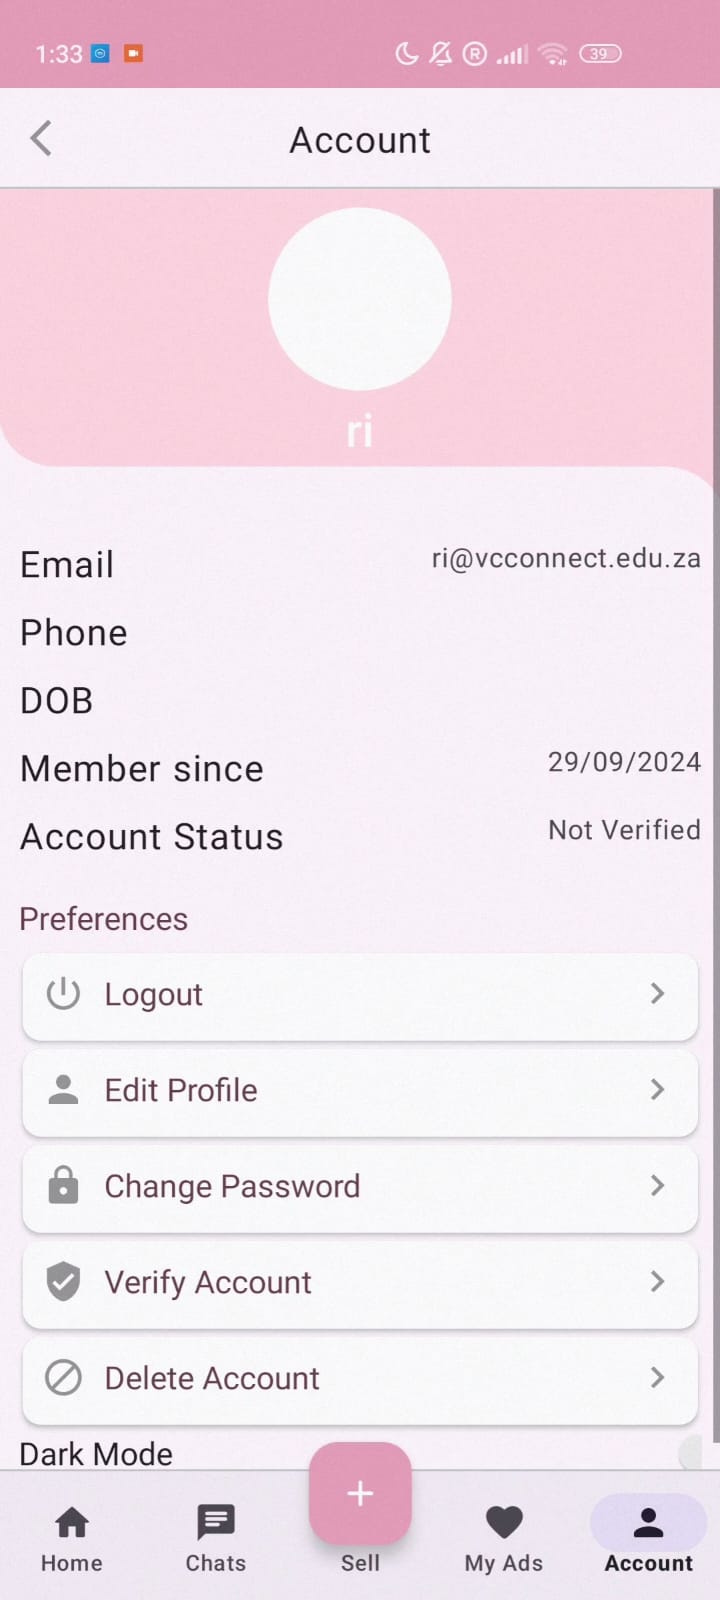 1:33
R
39
Account
ri
Email ri@vcconnect.edu.za
Phone
DOB
Member since 29/09/2024
Account Status Not Verified
Preferences
Logout
Edit Profile
Change Password
Verify Account
Delete Account
Dark Mode
Home Chats Sell My Ads Account